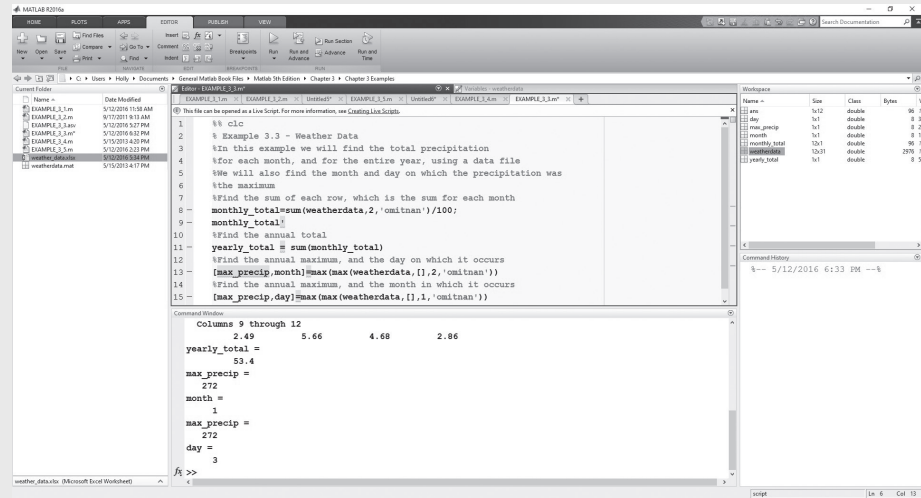 MATLAB R2016a
HOME PLOTS APPS EDITOR PUBLISH VIEW
Search Documentation
New Open Save Find Files Compare Print
Go To Find
Insert Comment Indent
Breakpoints Run Run and Advance Run Section Advance Run and Time
FILE NAVIGATE EDIT BREAKPOINTS RUN
C: Users Holly Documents General Matlab Book Files Matlab 5th Edition Chapter 3 Chapter 3 Examples
Current Folder
Name Date Modified
EXAMPLE_3_1.m 5/12/2016 11:58 AM
EXAMPLE_3_2.m 9/17/2011 9:13 AM
EXAMPLE_3_3.asv 5/12/2016 5:27 PM
EXAMPLE_3_3.m* 5/12/2016 6:32 PM
EXAMPLE_3_4.m 5/15/2013 4:20 PM
EXAMPLE_3_5.m 5/12/2016 2:23 PM
weather_data.xlsx 5/12/2016 5:34 PM
weatherdata.mat 5/15/2013 4:17 PM
weather_data.xlsx (Microsoft Excel Worksheet)
Editor - EXAMPLE_3_3.m* Variables - weatherdata
EXAMPLE_3_1.m EXAMPLE_3_2.m Untitled5* EXAMPLE_3_5.m Untitled6* EXAMPLE_3_4.m EXAMPLE_3_3.m* +
This file can be opened as a Live Script. For more information, see Creating Live Scripts.
1 %% clc
2 % Example 3.3 - Weather Data
3 %In this example we will find the total precipitation
4 %for each month, and for the entire year, using a data file
5 %We will also find the month and day on which the precipitation was
6 %the maximum
7 %Find the sum of each row, which is the sum for each month
8 - monthly_total=sum(weatherdata,2,'omitnan')/100;
9 - monthly_total'
10 %Find the annual total
11 - yearly_total = sum(monthly_total)
12 %Find the annual maximum, and the day on which it occurs
13 - [max_precip,month]=max(max(weatherdata,[],2,'omitnan'))
14 %Find the annual maximum, and the month in which it occurs
15 - [max_precip,day]=max(max(weatherdata,[],1,'omitnan'))
Command Window
Columns 9 through 12
2.49 5.66 4.68 2.86
yearly_total =
53.4
max_precip =
272
month =
1
max_precip =
272
day =
3
fx >>
Workspace
Name Size Class Bytes
ans 1x12 double 96
day 1x1 double 8
max_precip 1x1 double 8
month 1x1 double 8
monthly_total 12x1 double 96
weatherdata 12x31 double 2976
yearly_total 1x1 double 8
Command History
%-- 5/12/2016 6:33 PM --%
script Ln 6 Col 13